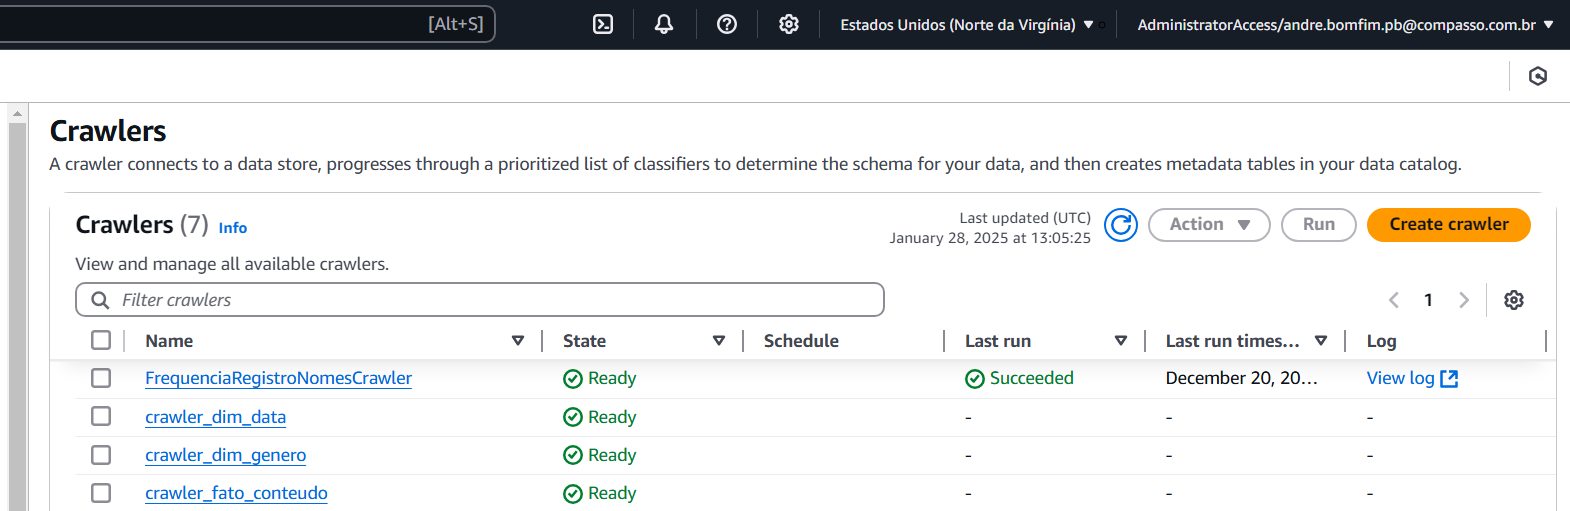 [Alt+S] Estados Unidos (Norte da Virgínia) AdministratorAccess/andre.bomfim.pb@compasso.com.br
Crawlers
A crawler connects to a data store, progresses through a prioritized list of classifiers to determine the schema for your data, and then creates metadata tables in your data catalog.
Crawlers (7) Info
Last updated (UTC)
January 28, 2025 at 13:05:25
Action Run Create crawler
View and manage all available crawlers.
Filter crawlers
1
Name State Schedule Last run Last run times... Log
FrequenciaRegistroNomesCrawler Ready Succeeded December 20, 20... View log
crawler_dim_data Ready - - -
crawler_dim_genero Ready - - -
crawler_fato_conteudo Ready - - -